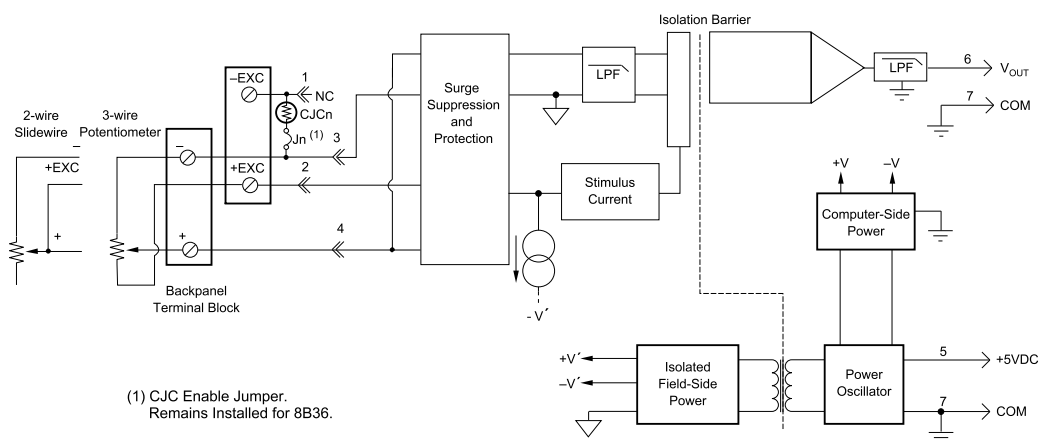 Isolation Barrier
2-wire
Slidewire
3-wire
Potentiometer
–EXC
1
NC
CJCn
Jn (1)
3
–
–
+EXC
+EXC
2
+
+
4
Backpanel
Terminal Block
Surge
Suppression
and
Protection
LPF
Stimulus
Current
- V´
LPF
6
VOUT
7
COM
+V
–V
Computer-Side
Power
+V´
–V´
Isolated
Field-Side
Power
Power
Oscillator
5
+5VDC
7
COM
(1) CJC Enable Jumper.
Remains Installed for 8B36.